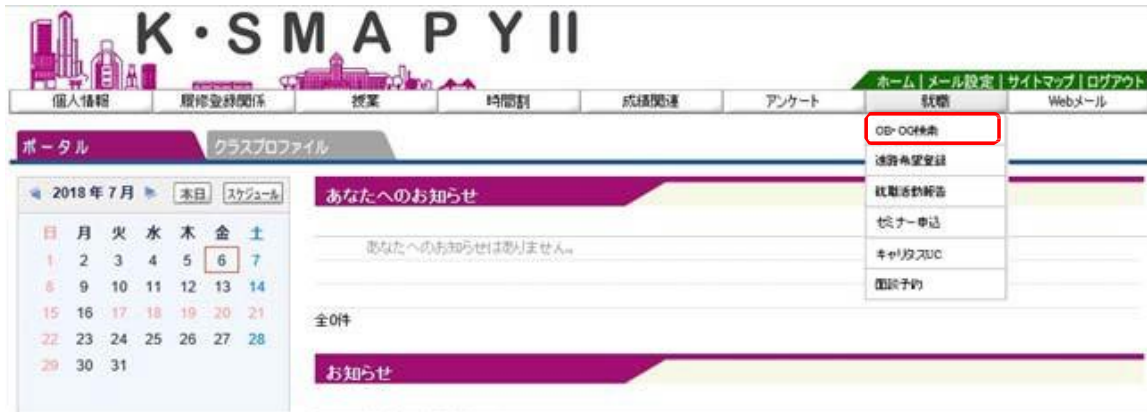 K・SMAPY II
ホーム | メール設定 | サイトマップ | ログアウト
個人情報 履修登録関係 授業 時間割 成績関連 アンケート 就職 Webメール
OB・OG検索
進路希望登録
就職活動報告
セミナー申込
キャリタスUC
面談予約
ポータル クラスプロファイル
2018年7月 本日 スケジュール
日 月 火 水 木 金 土
1 2 3 4 5 6 7
8 9 10 11 12 13 14
15 16 17 18 19 20 21
22 23 24 25 26 27 28
29 30 31
あなたへのお知らせ
あなたへのお知らせはありません。
全0件
お知らせ